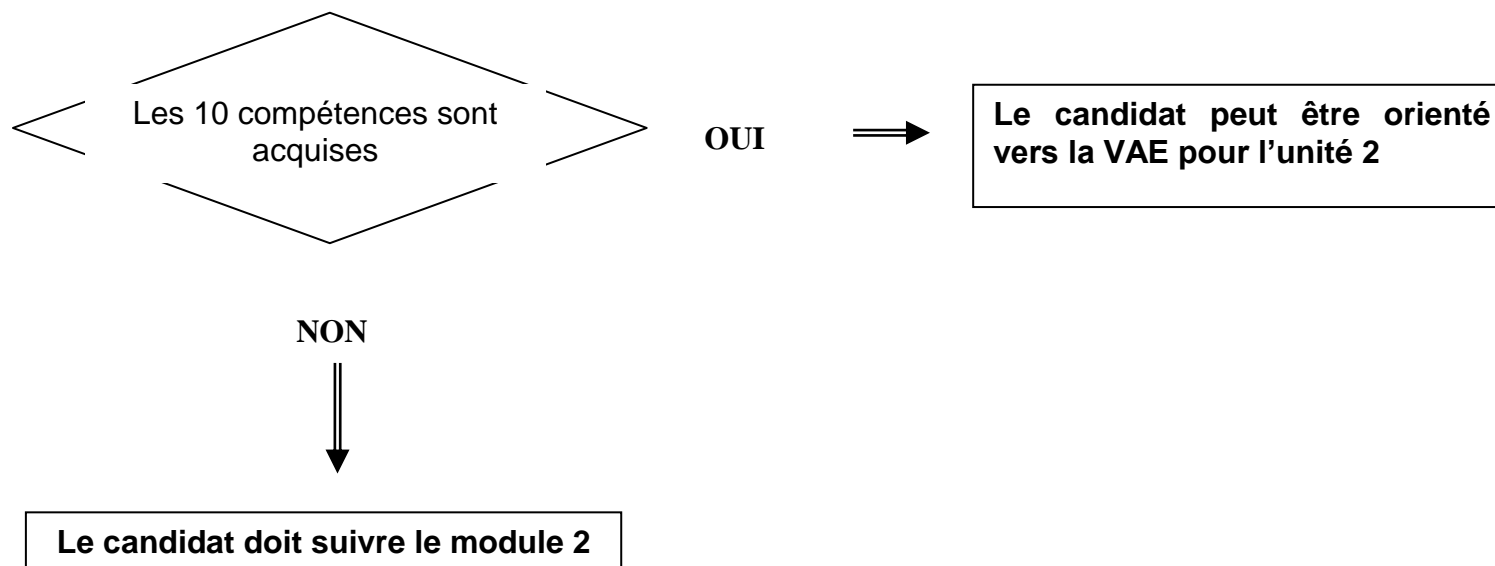 Les 10 compétences sont
acquises
OUI
Le candidat peut être orienté
vers la VAE pour l'unité 2
NON
Le candidat doit suivre le module 2